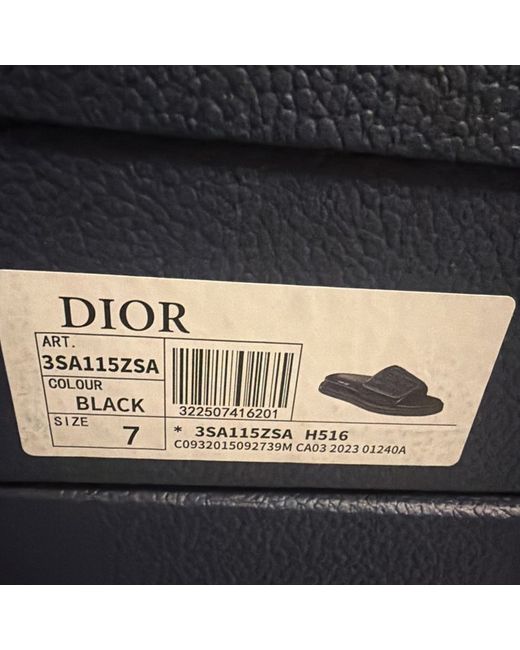 DIOR
ART.
3SA115ZSA
COLOUR
BLACK
SIZE 7
322507416201
* 3SA115ZSA H516
C0932015092739M CA03 2023 01240A